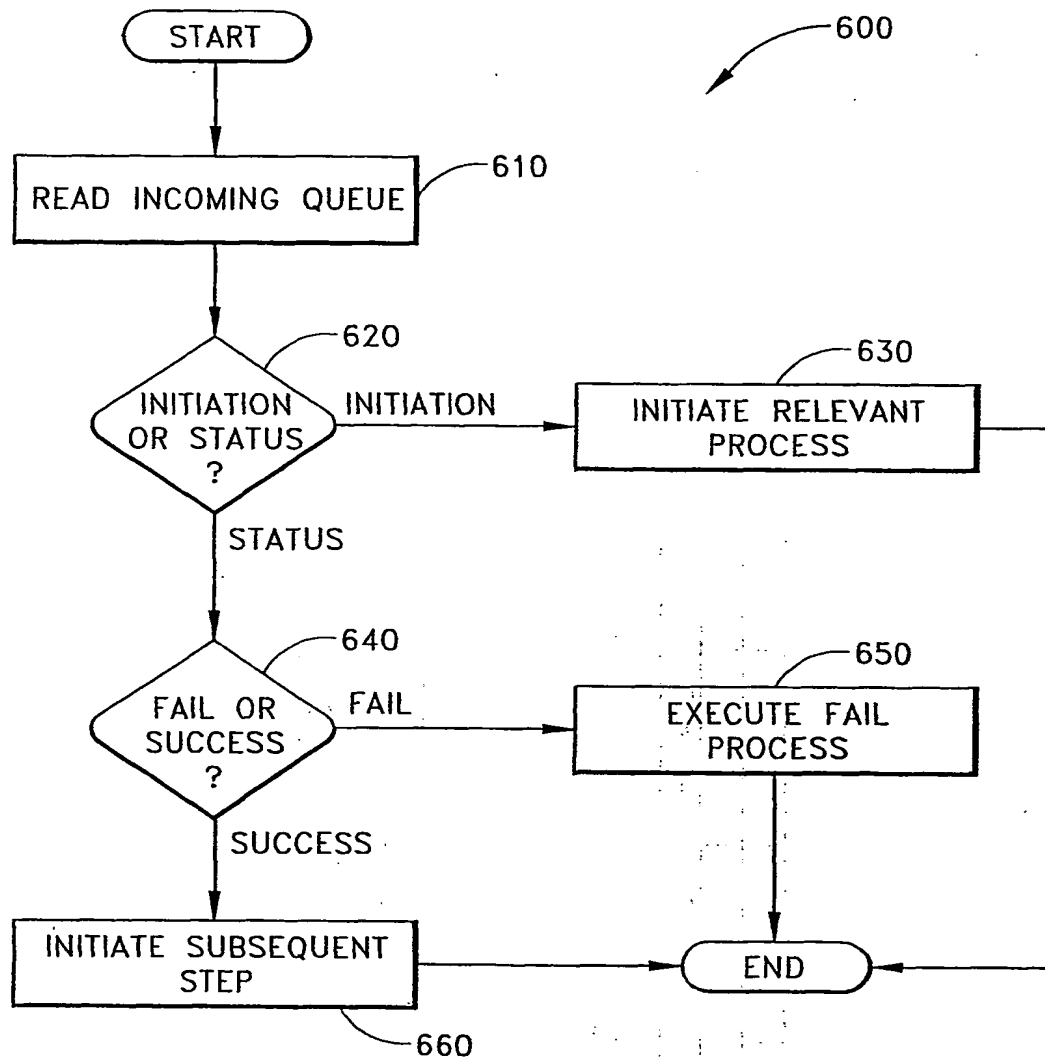 START
600
610
READ INCOMING QUEUE
620
630
INITIATION
OR STATUS
?
INITIATION
INITIATE RELEVANT
PROCESS
STATUS
640
650
FAIL OR
SUCCESS
?
FAIL
EXECUTE FAIL
PROCESS
SUCCESS
INITIATE SUBSEQUENT
STEP
END
660